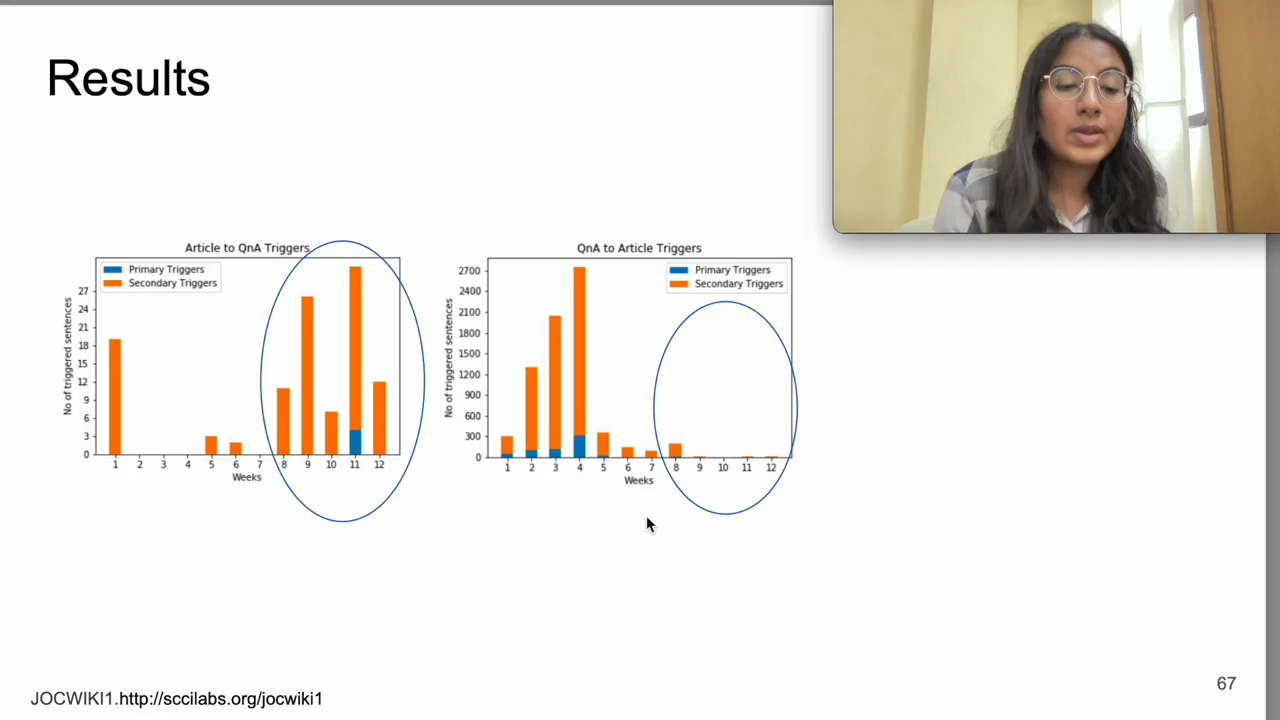 Results
Article to QnA Triggers
Primary Triggers
Secondary Triggers
No of triggered sentences
27
24
21
18
15
12
9
6
3
0
1 2 3 4 5 6 7 8 9 10 11 12
Weeks
QnA to Article Triggers
Primary Triggers
Secondary Triggers
No of triggered sentences
2700
2400
2100
1800
1500
1200
900
600
300
0
1 2 3 4 5 6 7 8 9 10 11 12
Weeks
JOCWIKI1.http://sccilabs.org/jocwiki1
67